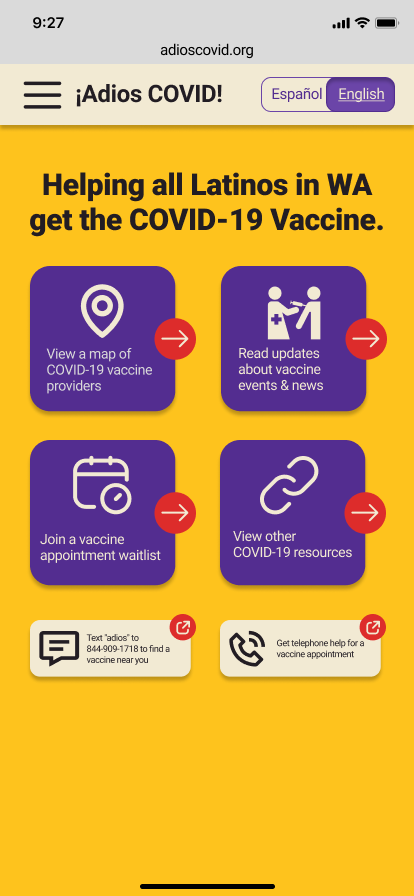 9:27
adioscovid.org
¡Adios COVID!
Español English
Helping all Latinos in WA
get the COVID-19 Vaccine.
View a map of
COVID-19 vaccine
providers
Read updates
about vaccine
events & news
Join a vaccine
appointment waitlist
View other
COVID-19 resources
Text "adios" to
844-909-1718 to find a
vaccine near you
Get telephone help for a
vaccine appointment